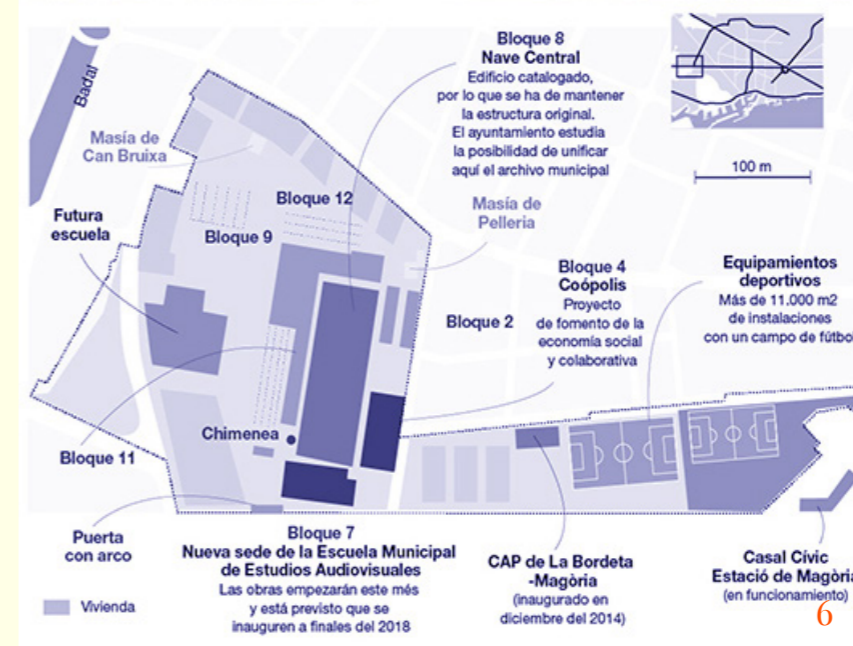 Badal
Masía de
Can Bruixa
Bloque 8
Nave Central
Edificio catalogado,
por lo que se ha de mantener
la estructura original.
El ayuntamiento estudia
la posibilidad de unificar
aquí el archivo municipal
100 m
Bloque 12
Masía de
Pelleria
Futura
escuela
Bloque 9
Bloque 4
Coópolis
Proyecto
de fomento de la
economía social
y colaborativa
Equipamientos
deportivos
Más de 11.000 m2
de instalaciones
con un campo de fútbol
Bloque 2
Chimenea
Bloque 11
Puerta
con arco
Bloque 7
Nueva sede de la Escuela Municipal
de Estudios Audiovisuales
Las obras empezarán este més
y está previsto que se
inauguren a finales del 2018
CAP de La Bordeta
-Magòria
(inaugurado en
diciembre del 2014)
Casal Cívic
Estació de Magòria
(en funcionamiento)
Vivienda
6